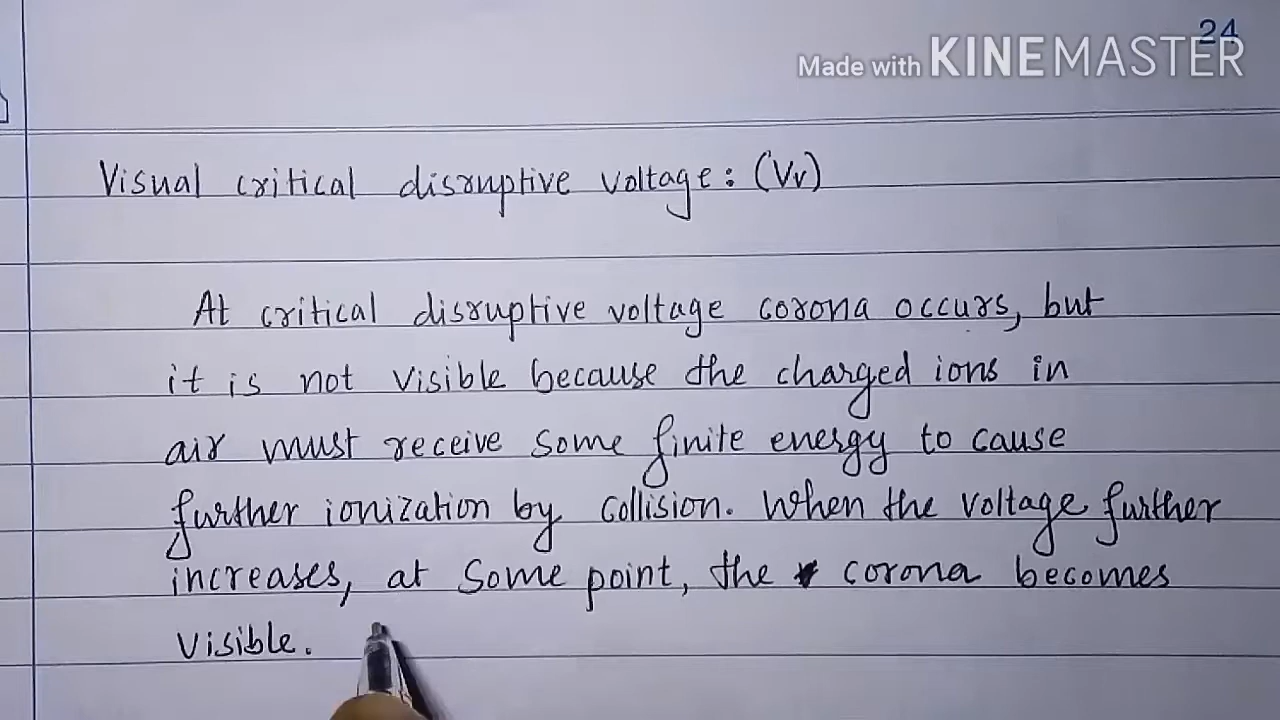 24
Made with KINEMASTER
Visual critical disruptive voltage: (Vv)
At critical disruptive voltage corona occurs, but
it is not visible because the charged ions in
air must receive some finite energy to cause
further ionization by collision. When the voltage further
increases, at some point, the corona becomes
visible.